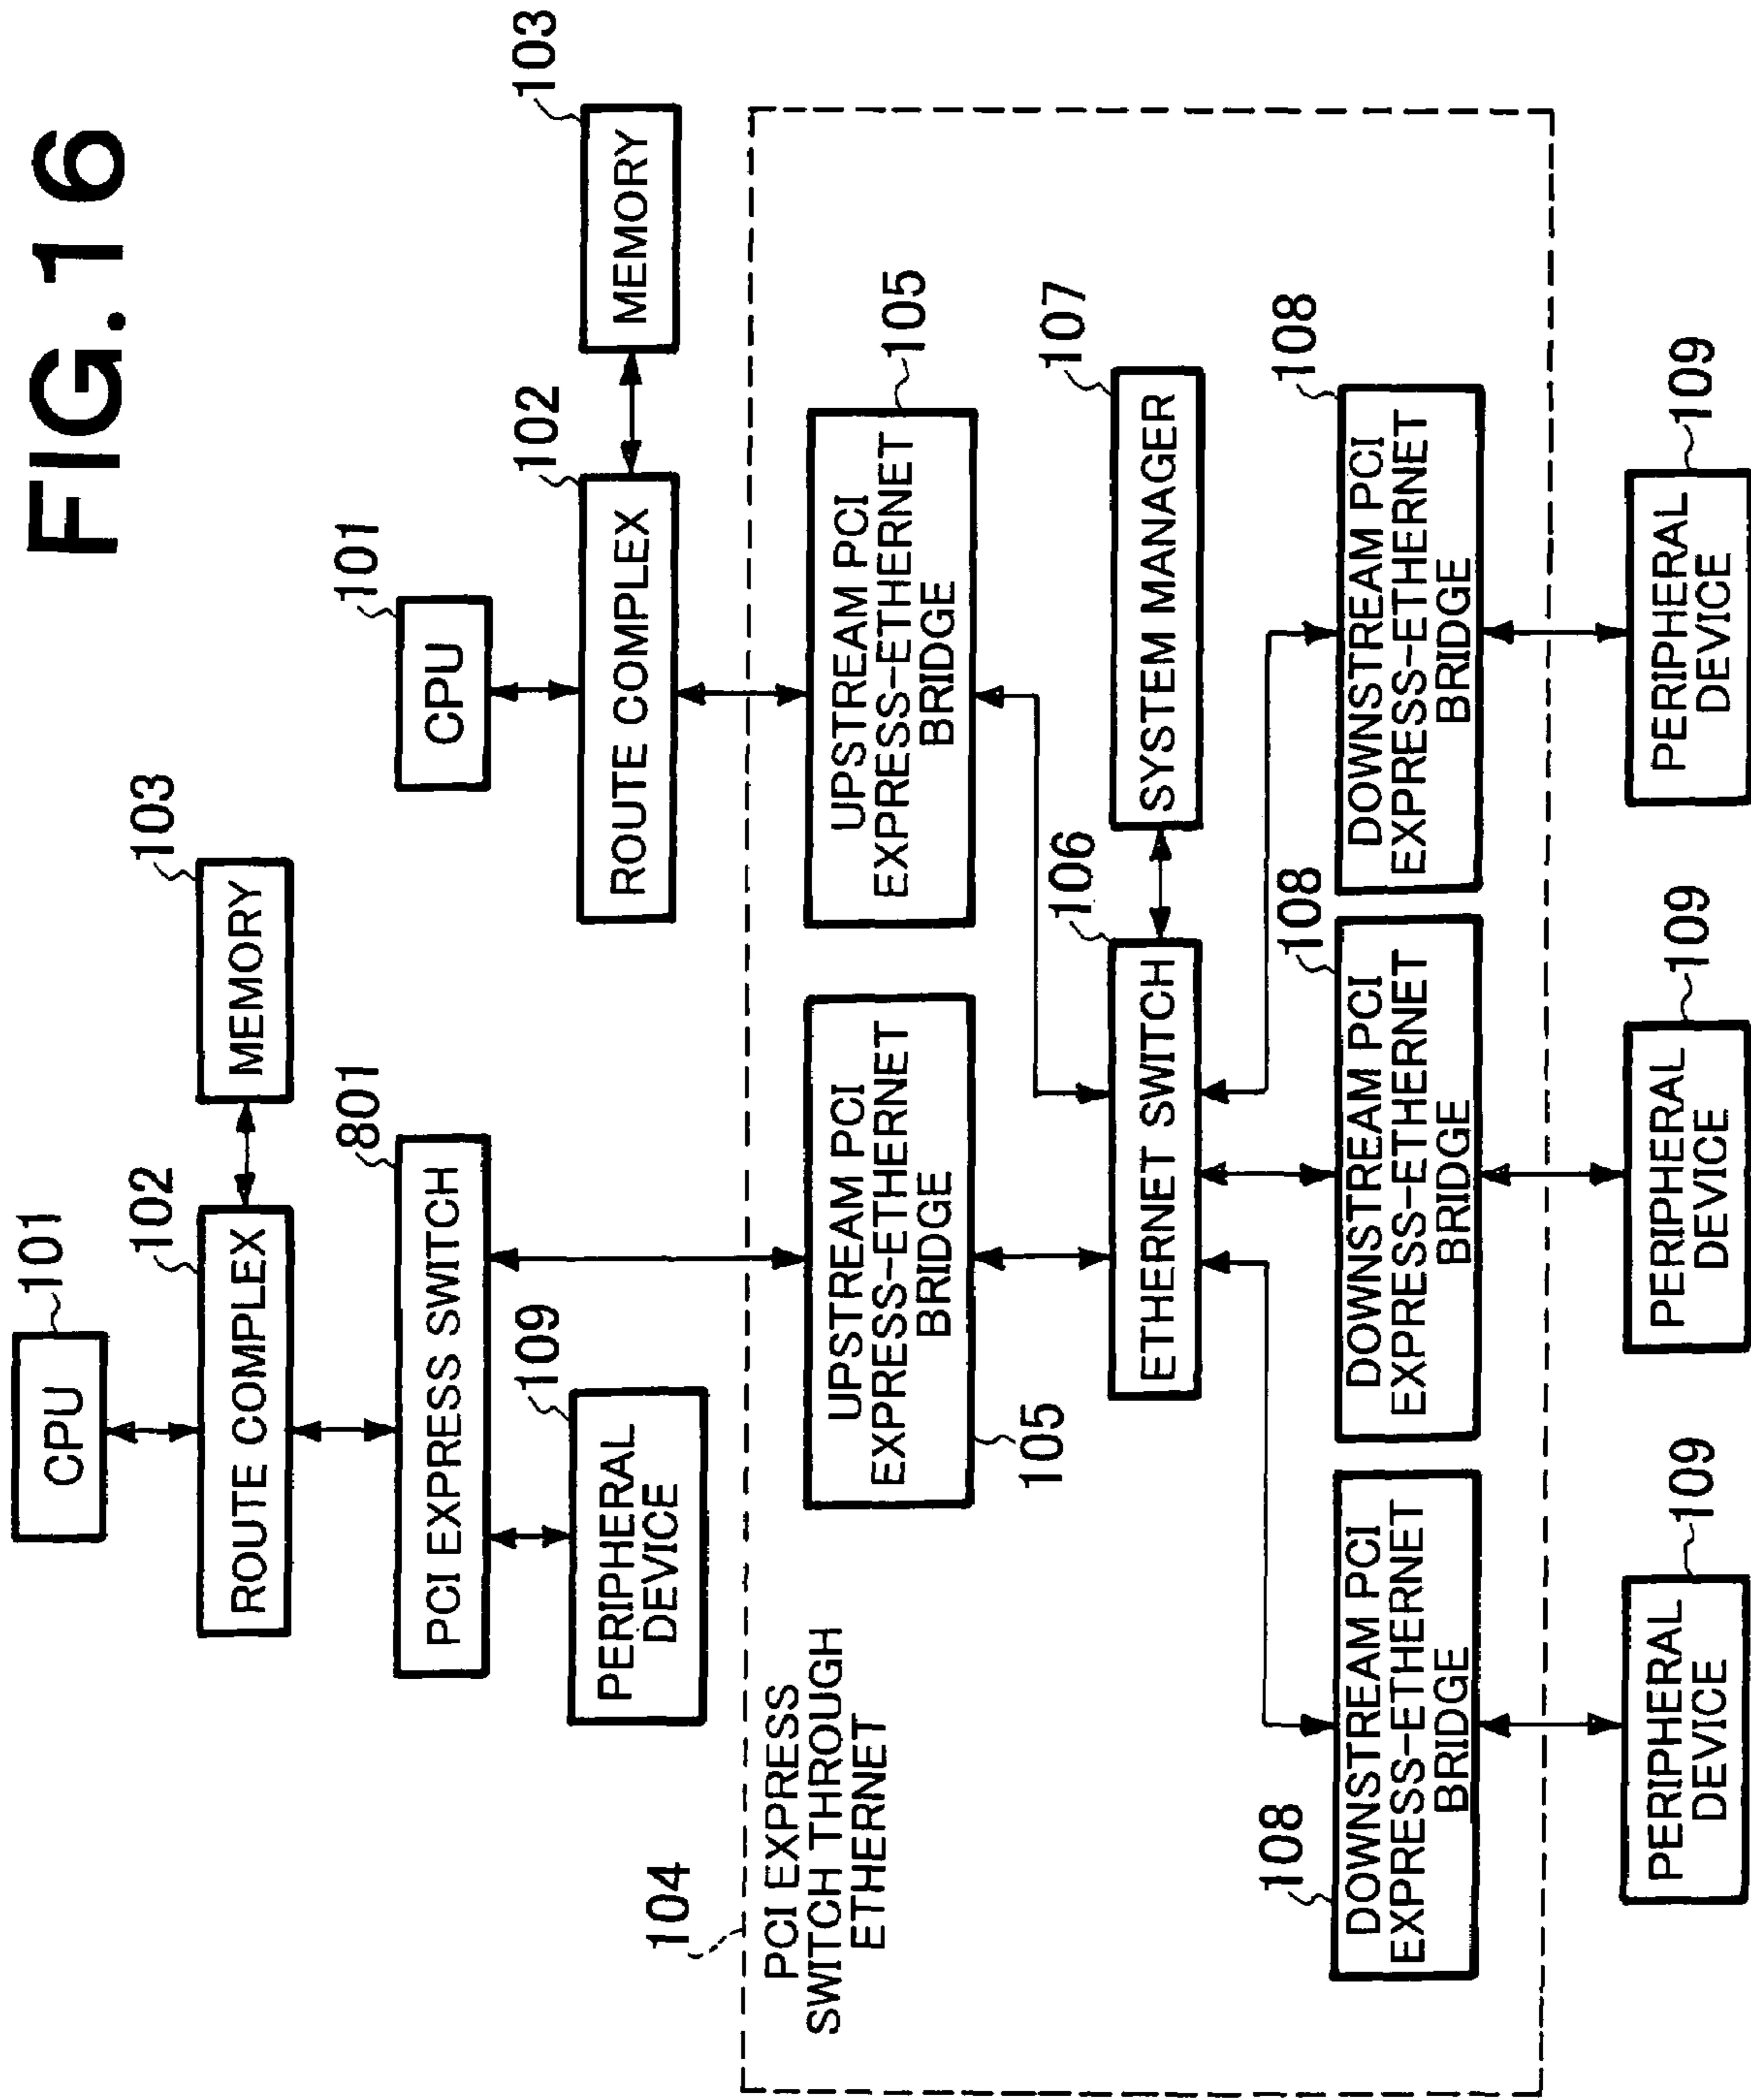 FIG. 16
101
CPU
102
103
ROUTE COMPLEX
MEMORY
801
PCI EXPRESS SWITCH
109
PERIPHERAL
DEVICE
101
CPU
102
103
ROUTE COMPLEX
MEMORY
104
PCI EXPRESS
SWITCH THROUGH
ETHERNET
UPSTREAM PCI
EXPRESS-ETHERNET
BRIDGE
105
UPSTREAM PCI
EXPRESS-ETHERNET
BRIDGE
105
106
ETHERNET SWITCH
107
SYSTEM MANAGER
108
DOWNSTREAM PCI
EXPRESS-ETHERNET
BRIDGE
108
DOWNSTREAM PCI
EXPRESS-ETHERNET
BRIDGE
108
DOWNSTREAM PCI
EXPRESS-ETHERNET
BRIDGE
109
PERIPHERAL
DEVICE
109
PERIPHERAL
DEVICE
109
PERIPHERAL
DEVICE